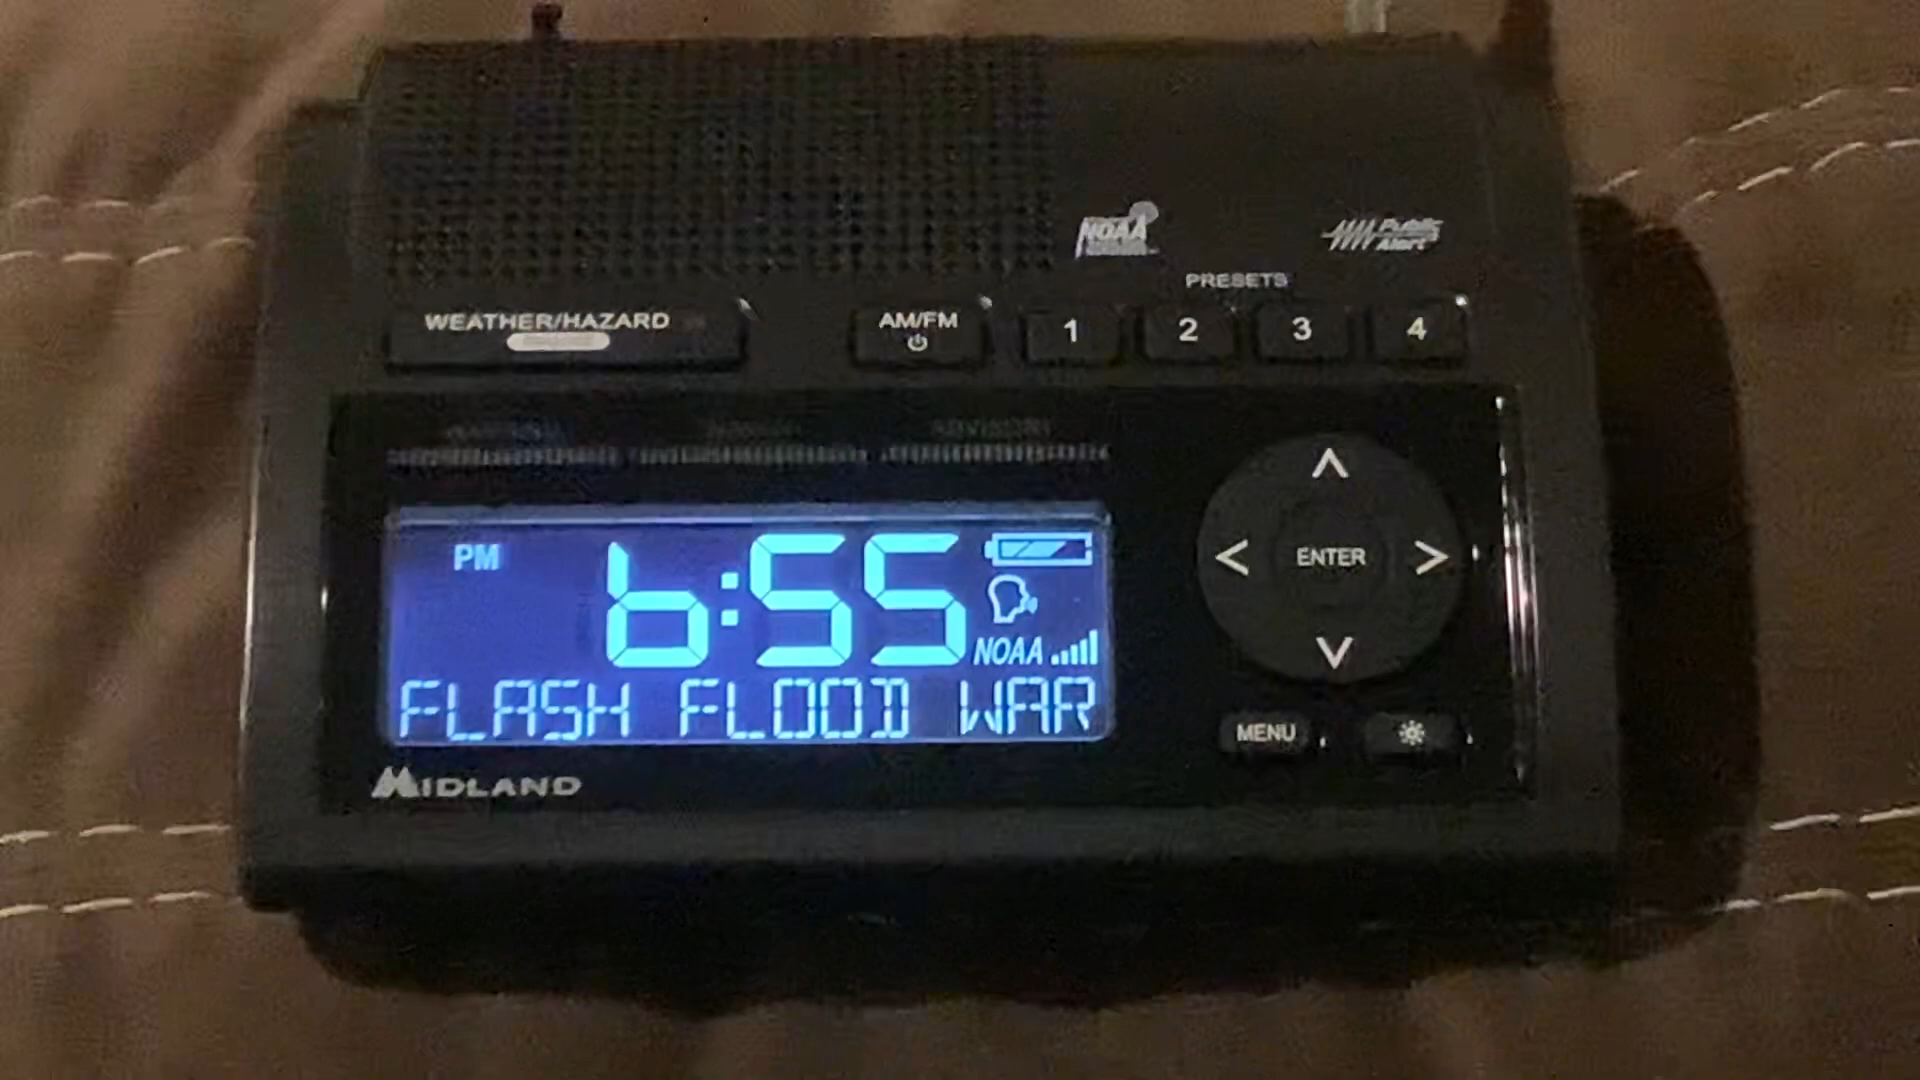 NOAA
Public Alert
PRESETS
WEATHER/HAZARD
AM/FM
1
2
3
4
ADVISORY
PM
6:55
NOAA
FLASH FLOOD WAR
<
ENTER
>
MENU
MIDLAND